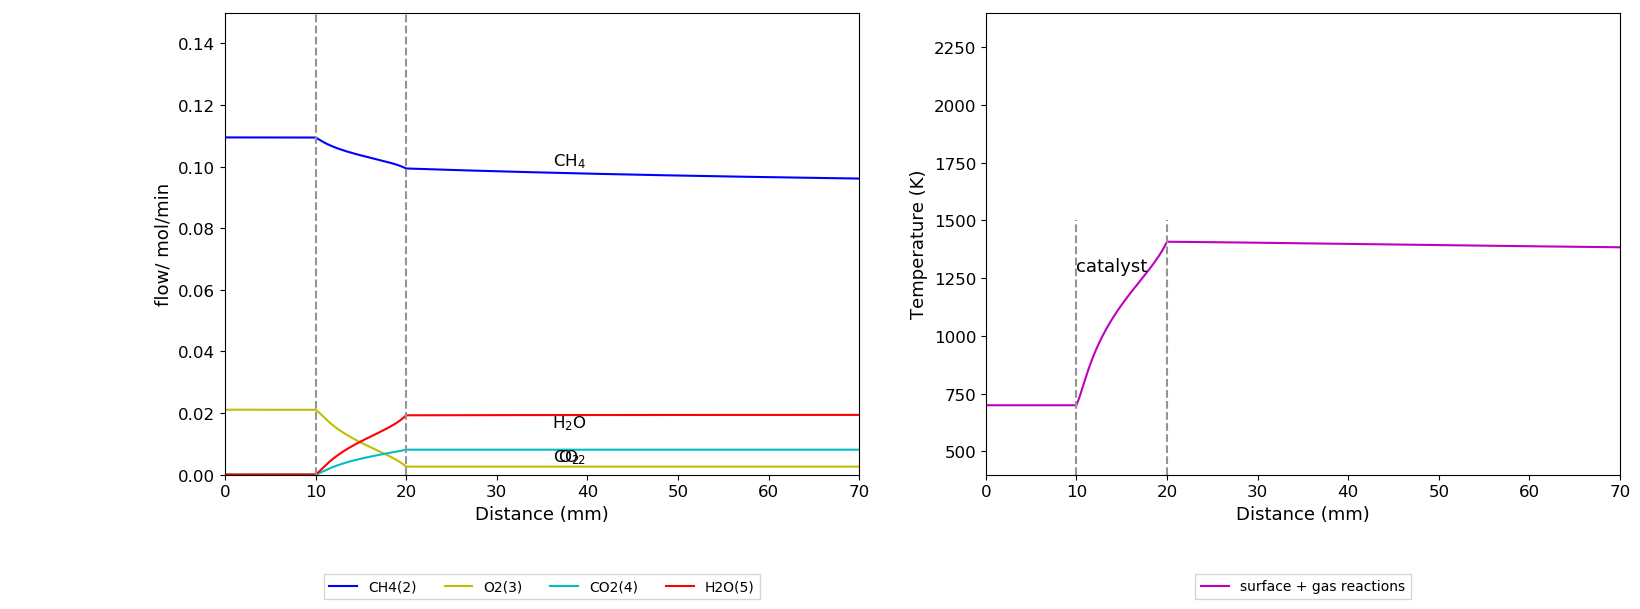 0.14
0.12
0.10
0.08
0.06
0.04
0.02
0.00
flow/ mol/min
CH₄
H₂O
CO₂
O₂
0 10 20 30 40 50 60 70
Distance (mm)
CH4(2) O2(3) CO2(4) H2O(5)
2250
2000
1750
1500
1250
1000
750
500
Temperature (K)
catalyst
0 10 20 30 40 50 60 70
Distance (mm)
surface + gas reactions